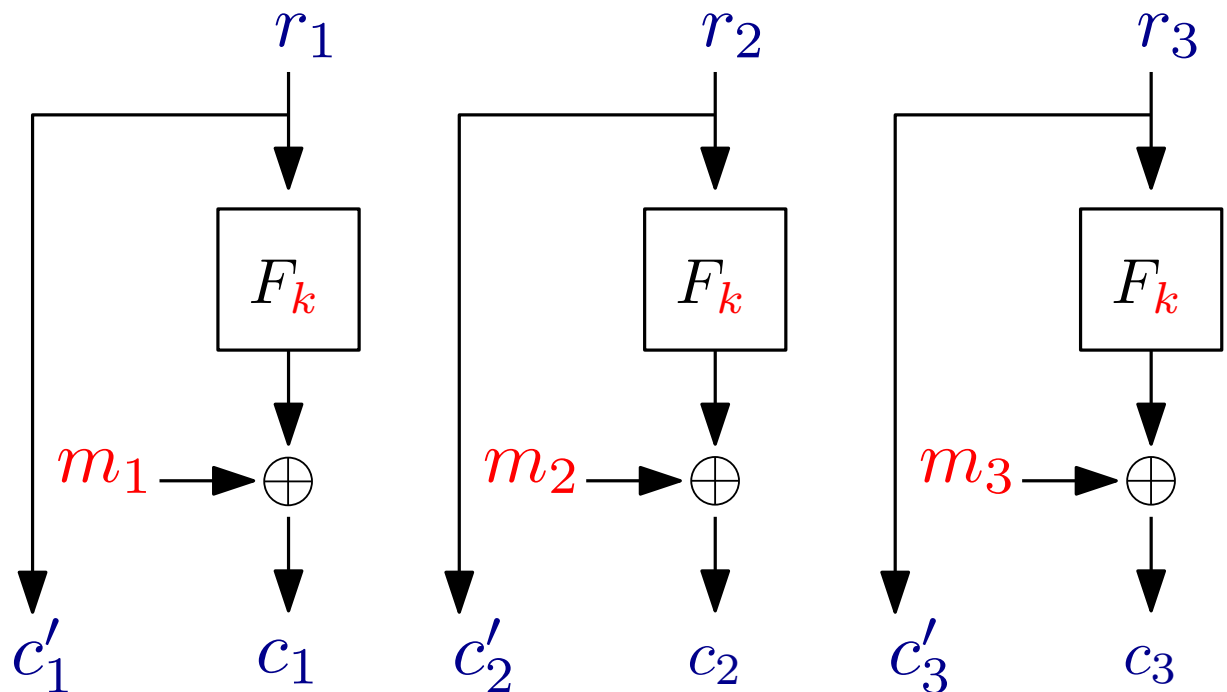 r₁ r₂ r₃
Fₖ Fₖ Fₖ
m₁ m₂ m₃
c′₁ c₁ c′₂ c₂ c′₃ c₃